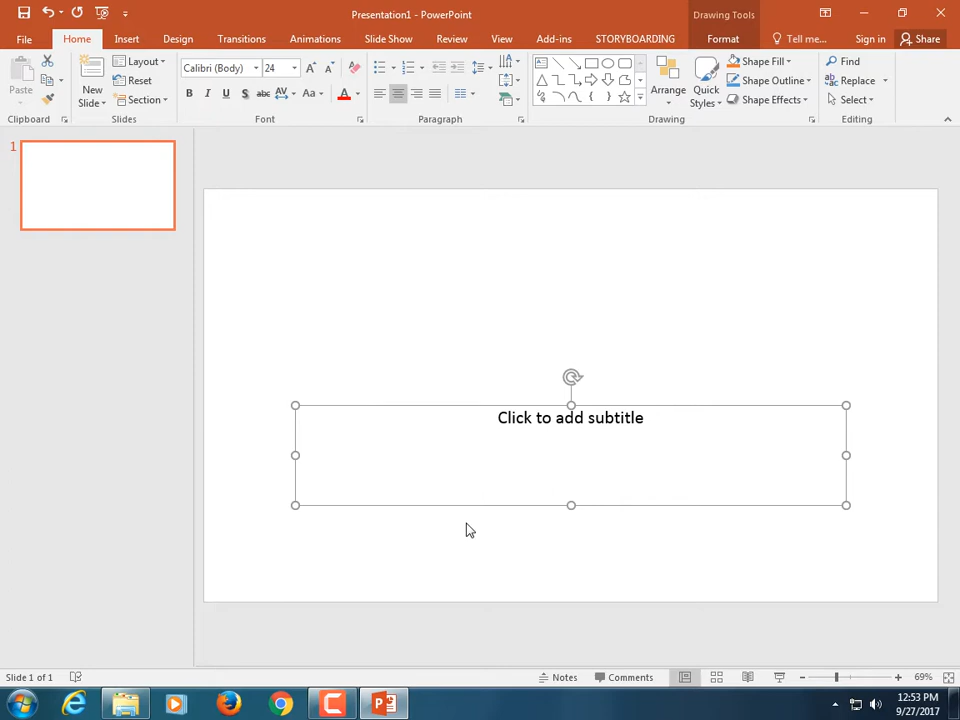 Presentation1 - PowerPoint
Drawing Tools
File Home Insert Design Transitions Animations Slide Show Review View Add-ins STORYBOARDING Format Tell me... Sign in Share
Paste
Clipboard
New
Slide
Layout
Reset
Section
Slides
Calibri (Body) 24
B I U S abc AV Aa A
Font
Paragraph
Arrange
Quick
Styles
Shape Fill
Shape Outline
Shape Effects
Drawing
Find
Replace
Select
Editing
1
Click to add subtitle
Slide 1 of 1
Notes
Comments
69%
12:53 PM
9/27/2017